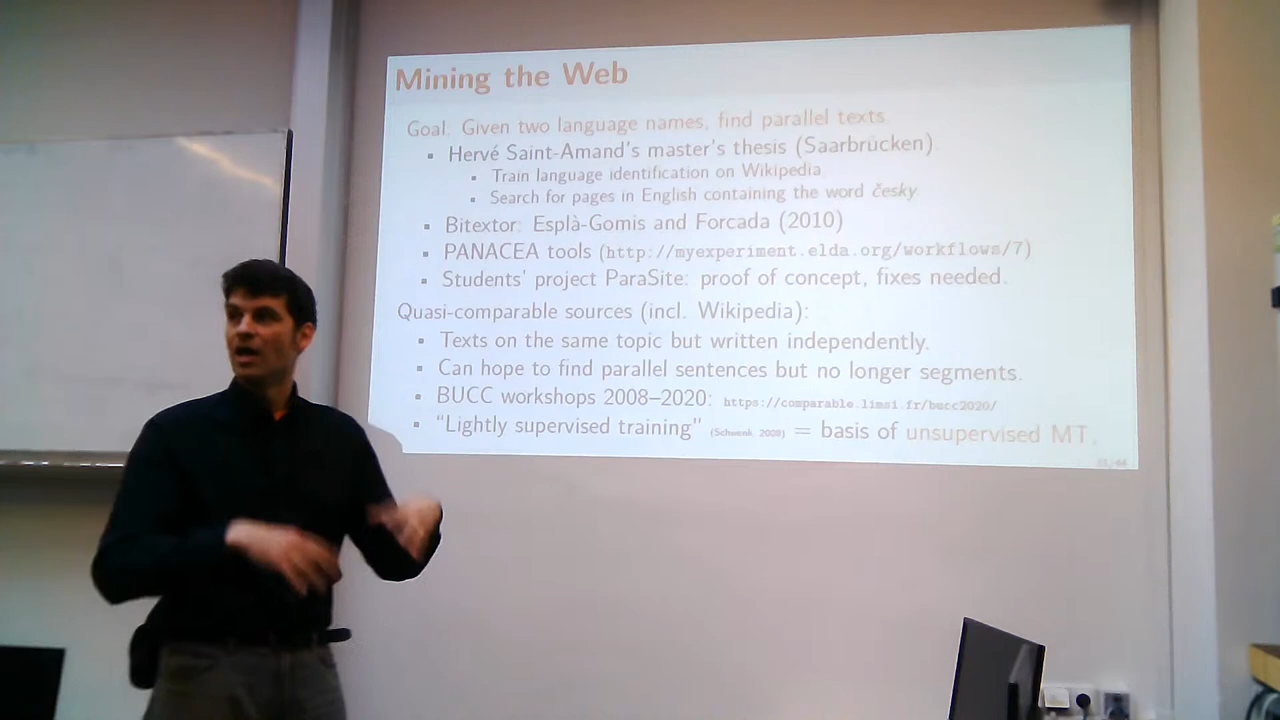 Mining the Web
Goal: Given two language names, find parallel texts
▪ Hervé Saint-Amand's master's thesis (Saarbrücken).
▪ Train language identification on Wikipedia.
▪ Search for pages in English containing the word česky
▪ Bitextor: Esplà-Gomis and Forcada (2010)
▪ PANACEA tools (http://myexperiment.elda.org/workflows/7)
▪ Students' project ParaSite: proof of concept, fixes needed.
Quasi-comparable sources (incl. Wikipedia):
▪ Texts on the same topic but written independently.
▪ Can hope to find parallel sentences but no longer segments.
▪ BUCC workshops 2008–2020: https://comparable.limsi.fr/bucc2020/
▪ "Lightly supervised training" (Schwenk, 2008) = basis of unsupervised MT.